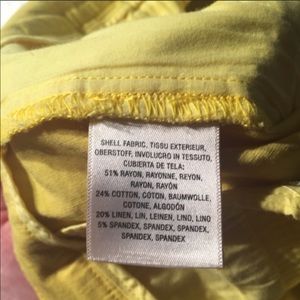 SHELL FABRIC, TISSU EXTERIEUR,
OBERSTOFF, INVOLUCRO IN TESSUTO,
CUBIERTA DE TELA:
51% RAYON, RAYONNE, REYON,
RAYON, RAYÓN
24% COTTON, COTON, BAUMWOLLE,
COTONE, ALGODÓN
20% LINEN, LIN, LEINEN, LINO, LINO
5% SPANDEX, SPANDEX, SPANDEX,
SPANDEX, SPANDEX